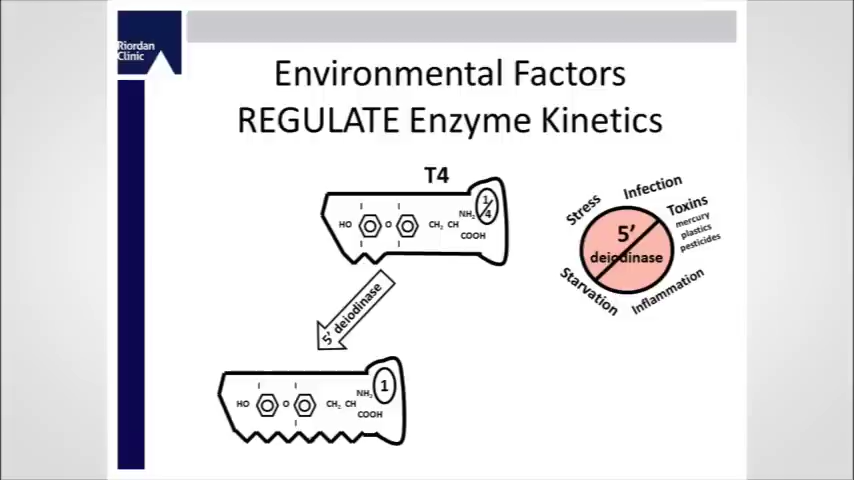 Riordan
Clinic
Environmental Factors
REGULATE Enzyme Kinetics
T4
I I
HO O CH₂ CH NH₂ 1/4
COOH
I I
5' deiodinase
I I
HO O CH₂ CH NH₂ 1
COOH
I
Stress
Infection
Toxins
mercury
plastics
pesticides
5'
deiodinase
Starvation
Inflammation